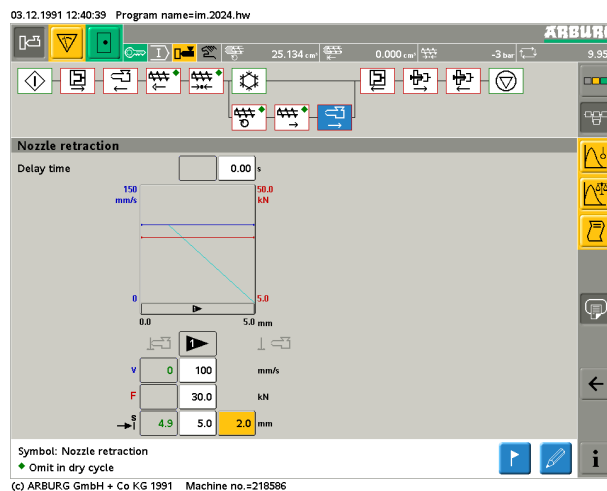 03.12.1991 12:40:39 Program name=im.2024.hw
ARBURG
25.134 cm³ 0.000 cm³ -3 bar 9.95
Nozzle retraction
Delay time 0.00 s
150 50.0
mm/s kN
0 5.0
0.0 5.0 mm
1
v 0 100 mm/s
F 30.0 kN
s 4.9 5.0 2.0 mm
Symbol: Nozzle retraction
Omit in dry cycle
(c) ARBURG GmbH + Co KG 1991 Machine no.=218586